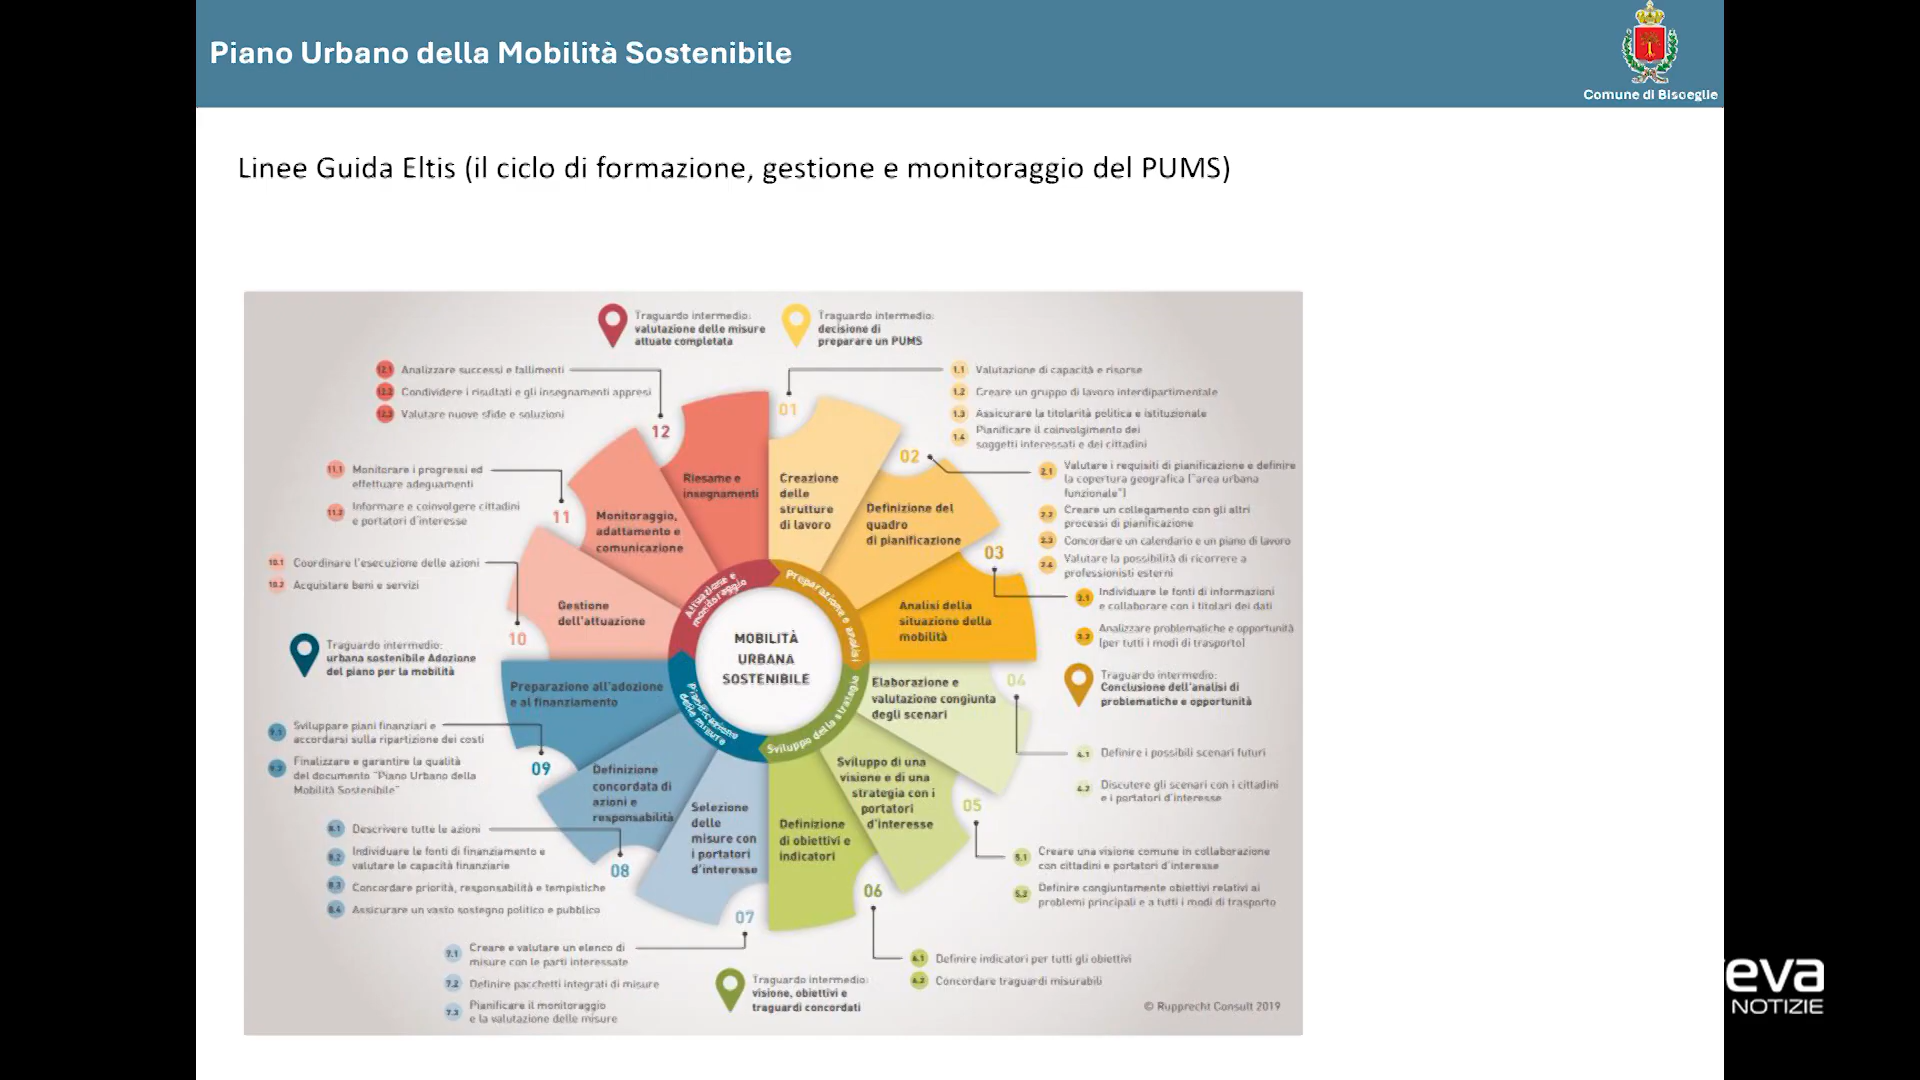 Piano Urbano della Mobilità Sostenibile
Comune di Bisceglie
Linee Guida Eltis (il ciclo di formazione, gestione e monitoraggio del PUMS)
Traguardo intermedio:
valutazione delle misure
attuate completata
Traguardo intermedio:
decisione di
preparare un PUMS
12.1 Analizzare successi e fallimenti
12.2 Condividere i risultati e gli insegnamenti appresi
12.3 Valutare nuove sfide e soluzioni
1.1 Valutazione di capacità e risorse
1.2 Creare un gruppo di lavoro interdipartimentale
1.3 Assicurare la titolarità politica e istituzionale
1.4 Pianificare il coinvolgimento dei
soggetti interessati e dei cittadini
11.1 Monitorare i progressi ed
effettuare adeguamenti
11.2 Informare e coinvolgere cittadini
e portatori d'interesse
2.1 Valutare i requisiti di pianificazione e definire
la copertura geografica ("area urbana
funzionale")
2.2 Creare un collegamento con gli altri
processi di pianificazione
2.3 Concordare un calendario e un piano di lavoro
2.4 Valutare la possibilità di ricorrere a
professionisti esterni
10.1 Coordinare l'esecuzione delle azioni
10.2 Acquistare beni e servizi
3.1 Individuare le fonti di informazioni
e collaborare con i titolari dei dati
3.2 Analizzare problematiche e opportunità
(per tutti i modi di trasporto)
Traguardo intermedio:
urbana sostenibile Adozione
del piano per la mobilità
Traguardo intermedio:
Conclusione dell'analisi di
problematiche e opportunità
01
Creazione
delle
strutture
di lavoro
02
Definizione del
quadro
di pianificazione
03
Analisi della
situazione della
mobilità
04
Elaborazione e
valutazione congiunta
degli scenari
05
Sviluppo di una
visione e di una
strategia con i
portatori
d'interesse
06
Definizione
di obiettivi e
indicatori
07
Selezione
delle
misure con
i portatori
d'interesse
08
Definizione
concordata di
azioni e
responsabilità
09
Preparazione all'adozione
e al finanziamento
10
Gestione
dell'attuazione
11
Monitoraggio,
adattamento e
comunicazione
12
Riesame e
insegnamenti
Preparazione e analisi
Sviluppo della strategia
Pianificazione
delle misure
Attuazione e
monitoraggio
MOBILITÀ
URBANA
SOSTENIBILE
9.1 Sviluppare piani finanziari e
accordarsi sulla ripartizione dei costi
9.2 Finalizzare e garantire la qualità
del documento "Piano Urbano della
Mobilità Sostenibile"
4.1 Definire i possibili scenari futuri
4.2 Discutere gli scenari con i cittadini
e i portatori d'interesse
8.1 Descrivere tutte le azioni
8.2 Individuare le fonti di finanziamento e
valutare le capacità finanziarie
8.3 Concordare priorità, responsabilità e tempistiche
8.4 Assicurare un vasto sostegno politico e pubblico
5.1 Creare una visione comune in collaborazione
con cittadini e portatori d'interesse
5.2 Definire congiuntamente obiettivi relativi ai
problemi principali e a tutti i modi di trasporto
7.1 Creare e valutare un elenco di
misure con le parti interessate
7.2 Definire pacchetti integrati di misure
7.3 Pianificare il monitoraggio
e la valutazione delle misure
Traguardo intermedio:
visione, obiettivi e
traguardi concordati
6.1 Definire indicatori per tutti gli obiettivi
6.2 Concordare traguardi misurabili
© Rupprecht Consult 2019
eva
NOTIZIE